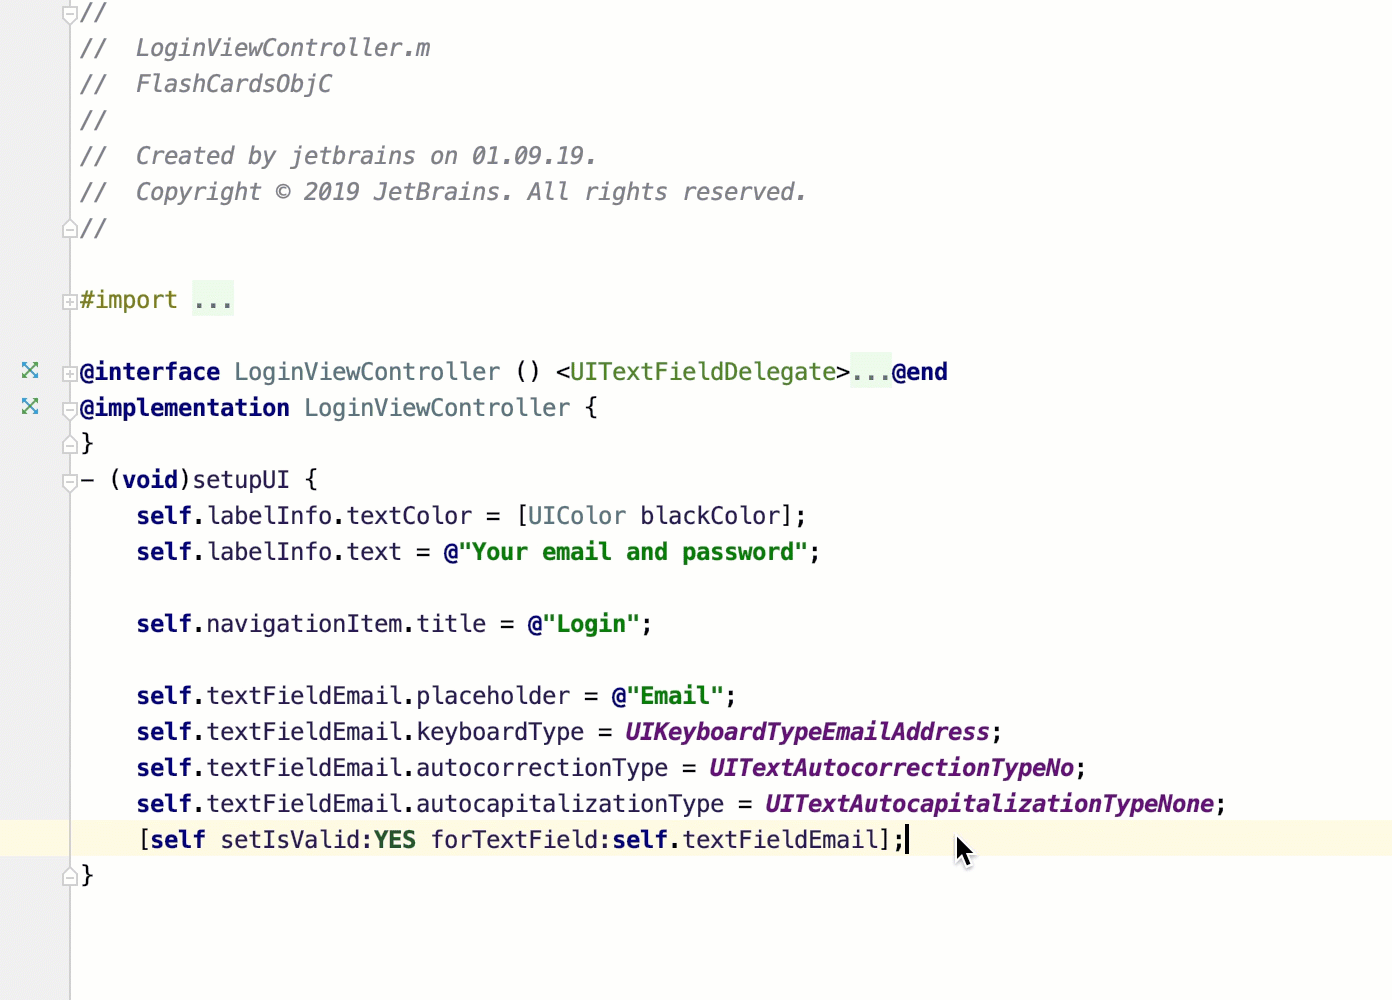 //
//  LoginViewController.m
//  FlashCardsObjC
//
//  Created by jetbrains on 01.09.19.
//  Copyright © 2019 JetBrains. All rights reserved.
//
#import ...
@interface LoginViewController () <UITextFieldDelegate>...@end
@implementation LoginViewController {
}
- (void)setupUI {
    self.labelInfo.textColor = [UIColor blackColor];
    self.labelInfo.text = @"Your email and password";
    self.navigationItem.title = @"Login";
    self.textFieldEmail.placeholder = @"Email";
    self.textFieldEmail.keyboardType = UIKeyboardTypeEmailAddress;
    self.textFieldEmail.autocorrectionType = UITextAutocorrectionTypeNo;
    self.textFieldEmail.autocapitalizationType = UITextAutocapitalizationTypeNone;
    [self setIsValid:YES forTextField:self.textFieldEmail];
}